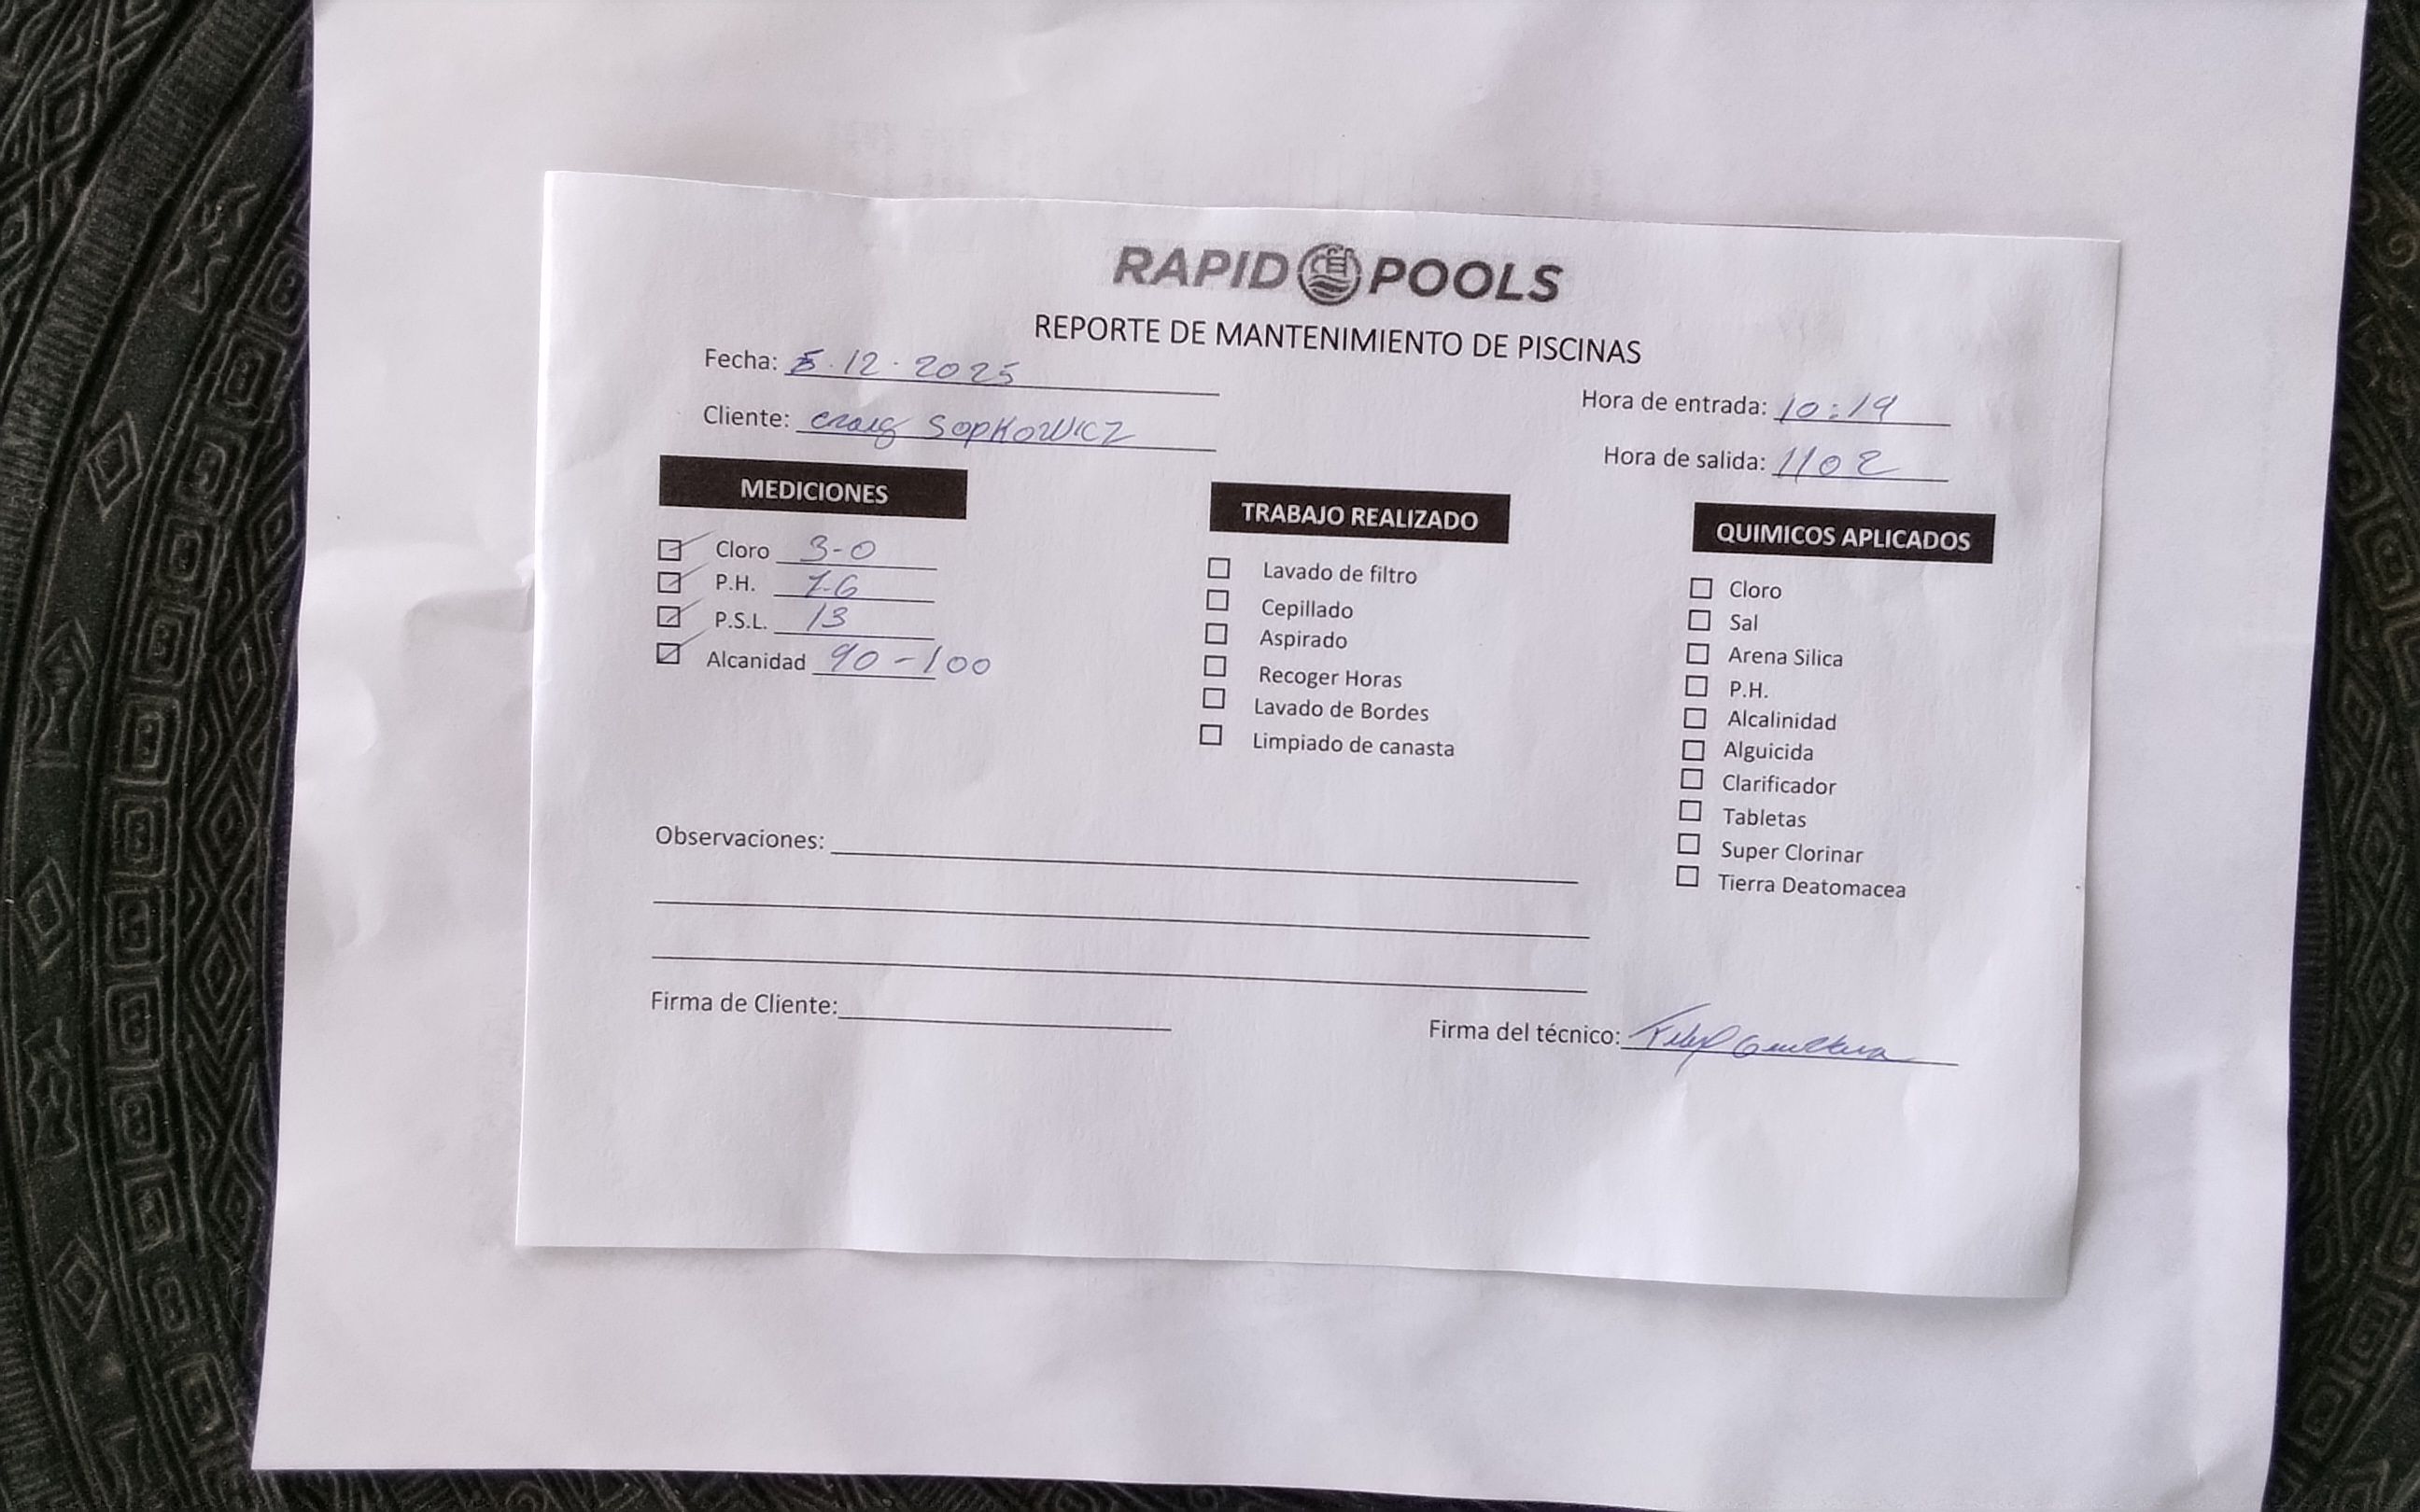 RAPID POOLS
REPORTE DE MANTENIMIENTO DE PISCINAS
Fecha: 5.12.2025
Cliente: Craig Sopkowicz
Hora de entrada: 10:19
Hora de salida: 1102
MEDICIONES
Cloro 3-0
P.H. 7-6
P.S.L. 13
Alcanidad 90-100
TRABAJO REALIZADO
Lavado de filtro
Cepillado
Aspirado
Recoger Horas
Lavado de Bordes
Limpiado de canasta
QUIMICOS APLICADOS
Cloro
Sal
Arena Silica
P.H.
Alcalinidad
Alguicida
Clarificador
Tabletas
Super Clorinar
Tierra Deatomacea
Observaciones:
Firma de Cliente:
Firma del técnico: